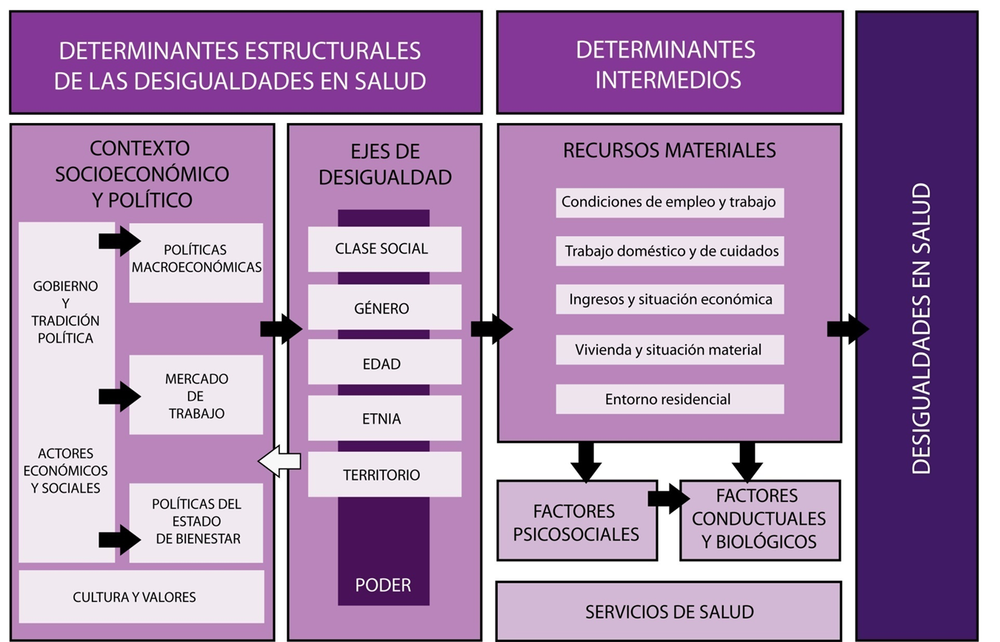 DETERMINANTES ESTRUCTURALES
DE LAS DESIGUALDADES EN SALUD
CONTEXTO
SOCIOECONÓMICO
Y POLÍTICO
GOBIERNO
Y
TRADICIÓN
POLÍTICA
ACTORES
ECONÓMICOS
Y SOCIALES
POLÍTICAS
MACROECONÓMICAS
MERCADO
DE
TRABAJO
POLÍTICAS DEL
ESTADO
DE BIENESTAR
CULTURA Y VALORES
EJES DE
DESIGUALDAD
CLASE SOCIAL
GÉNERO
EDAD
ETNIA
TERRITORIO
PODER
DETERMINANTES
INTERMEDIOS
RECURSOS MATERIALES
Condiciones de empleo y trabajo
Trabajo doméstico y de cuidados
Ingresos y situación económica
Vivienda y situación material
Entorno residencial
FACTORES
PSICOSOCIALES
FACTORES
CONDUCTUALES
Y BIOLÓGICOS
SERVICIOS DE SALUD
DESIGUALDADES EN SALUD